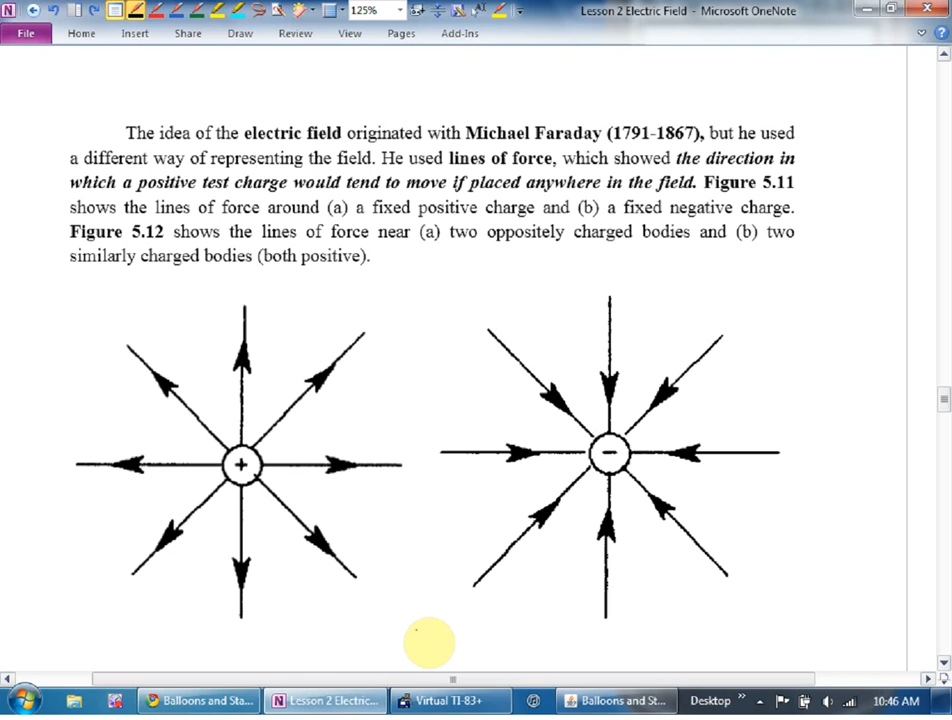 125%
Lesson 2 Electric Field - Microsoft OneNote
File Home Insert Share Draw Review View Pages Add-Ins
The idea of the electric field originated with Michael Faraday (1791-1867), but he used
a different way of representing the field. He used lines of force, which showed the direction in
which a positive test charge would tend to move if placed anywhere in the field. Figure 5.11
shows the lines of force around (a) a fixed positive charge and (b) a fixed negative charge.
Figure 5.12 shows the lines of force near (a) two oppositely charged bodies and (b) two
similarly charged bodies (both positive).
+ −
Balloons and Sta... Lesson 2 Electric... Virtual TI-83+ Balloons and St... Desktop » 10:46 AM